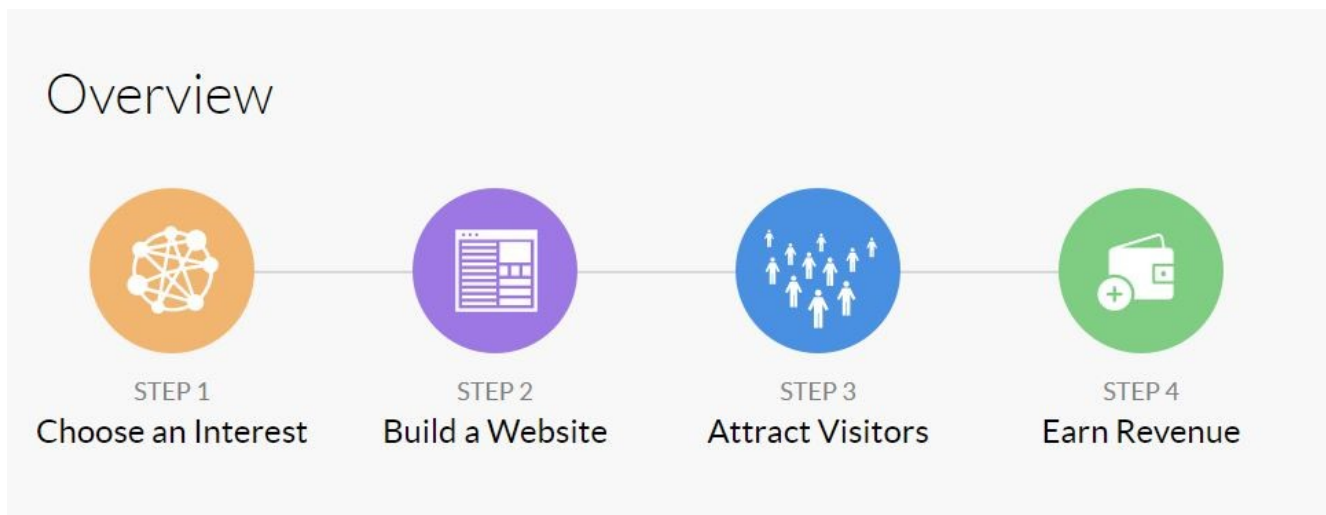 Overview
STEP 1
Choose an Interest
STEP 2
Build a Website
STEP 3
Attract Visitors
STEP 4
Earn Revenue